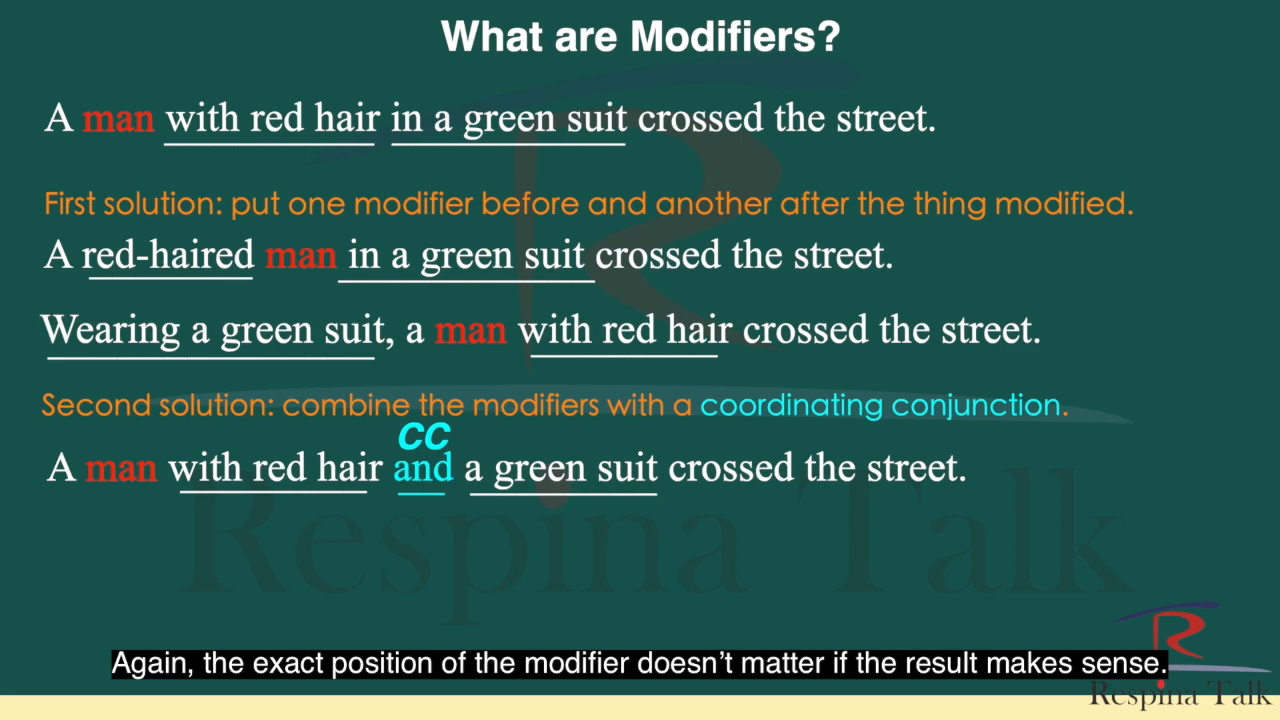 What are Modifiers?
A man with red hair in a green suit crossed the street.
First solution: put one modifier before and another after the thing modified.
A red-haired man in a green suit crossed the street.
Wearing a green suit, a man with red hair crossed the street.
Second solution: combine the modifiers with a coordinating conjunction.
CC
A man with red hair and a green suit crossed the street.
Respina Talk
Again, the exact position of the modifier doesn't matter if the result makes sense.
R
Respina Talk